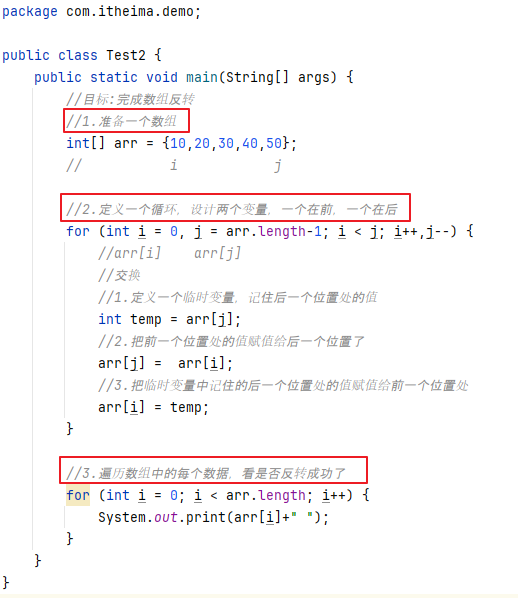 package com.itheima.demo;
public class Test2 {
public static void main(String[] args) {
//目标:完成数组反转
//1.准备一个数组
int[] arr = {10,20,30,40,50};
// i j
//2.定义一个循环，设计两个变量，一个在前，一个在后
for (int i = 0, j = arr.length-1; i < j; i++,j--) {
//arr[i] arr[j]
//交换
//1.定义一个临时变量，记住后一个位置处的值
int temp = arr[j];
//2.把前一个位置处的值赋值给后一个位置了
arr[j] = arr[i];
//3.把临时变量中记住的后一个位置处的值赋值给前一个位置处
arr[i] = temp;
}
//3.遍历数组中的每个数据，看是否反转成功了
for (int i = 0; i < arr.length; i++) {
System.out.print(arr[i]+" ");
}
}
}